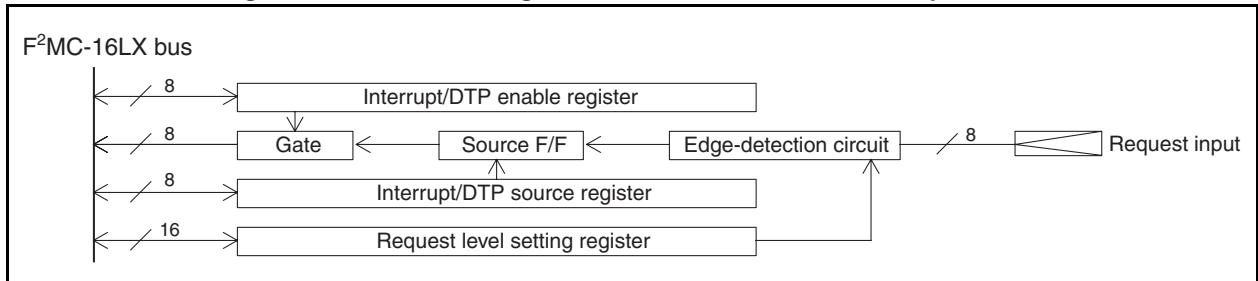 F²MC-16LX bus
8
Interrupt/DTP enable register
8
Gate
Source F/F
Edge-detection circuit
8
Request input
8
Interrupt/DTP source register
16
Request level setting register